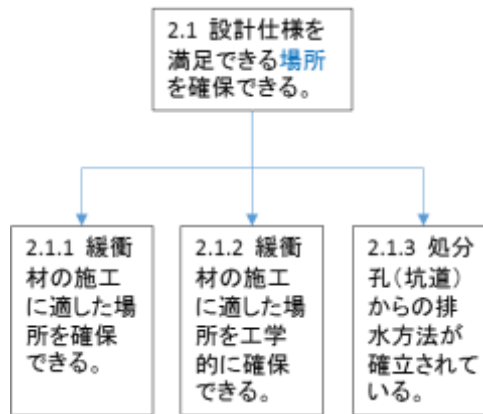 2.1 設計仕様を
満足できる場所
を確保できる。
2.1.1 緩衝
材の施工
に適した場
所を確保
できる。
2.1.2 緩衝
材の施工
に適した場
所を工学
的に確保
できる。
2.1.3 処分
孔(坑道)
からの排
水方法が
確立されて
いる。